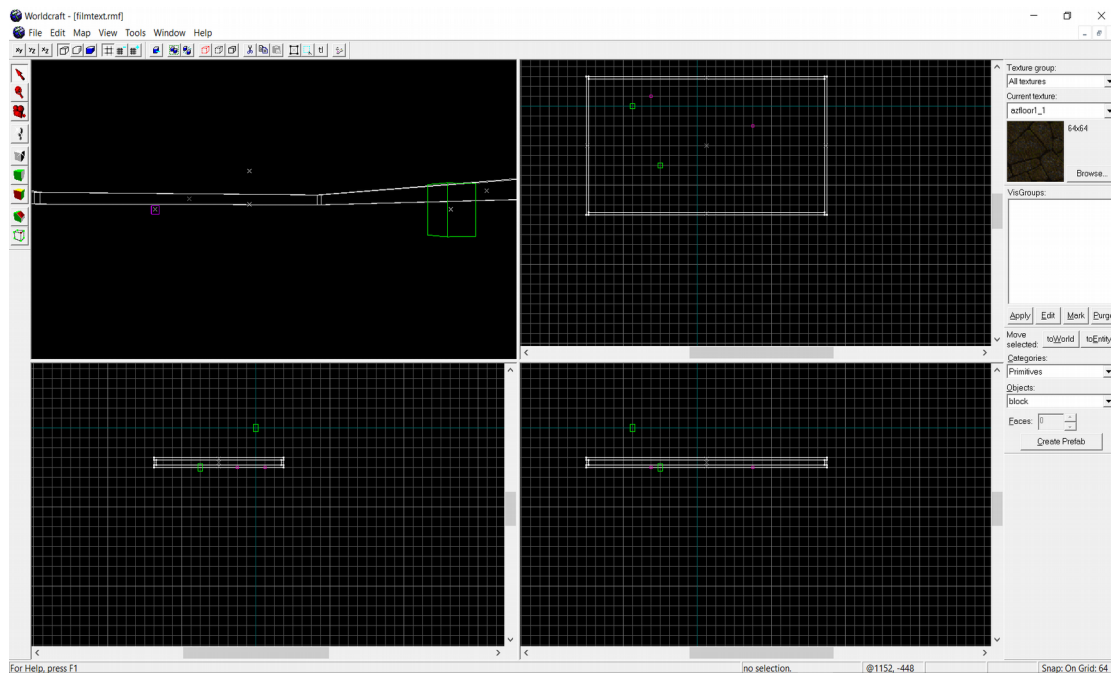 Worldcraft - [filmtext.rmf]
File Edit Map View Tools Window Help
Texture group:
All textures
Current texture:
azfloor1_1
64x64
Browse...
VisGroups:
Apply Edit Mark Purg
Move selected: toWorld toEntity
Categories:
Primitives
Objects:
block
Faces: 0
Create Prefab
For Help, press F1 no selection. @1152, -448 Snap: On Grid: 64